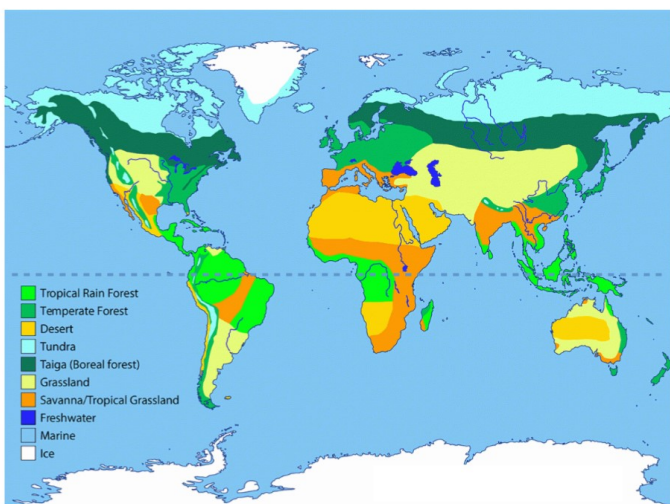 Tropical Rain Forest
Temperate Forest
Desert
Tundra
Taiga (Boreal forest)
Grassland
Savanna/Tropical Grassland
Freshwater
Marine
Ice